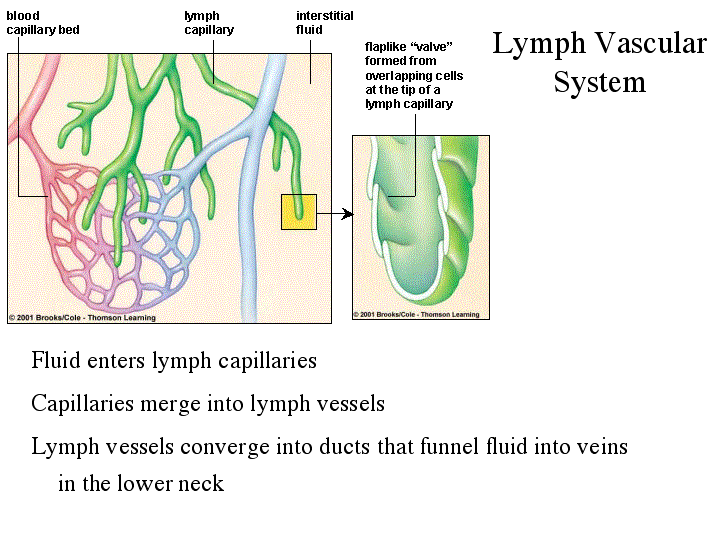 blood
capillary bed
lymph
capillary
interstitial
fluid
flaplike “valve”
formed from
overlapping cells
at the tip of a
lymph capillary
Lymph Vascular
System
© 2001 Brooks/Cole - Thomson Learning
© 2001 Brooks/Cole - Thomson Learning
Fluid enters lymph capillaries
Capillaries merge into lymph vessels
Lymph vessels converge into ducts that funnel fluid into veins
in the lower neck